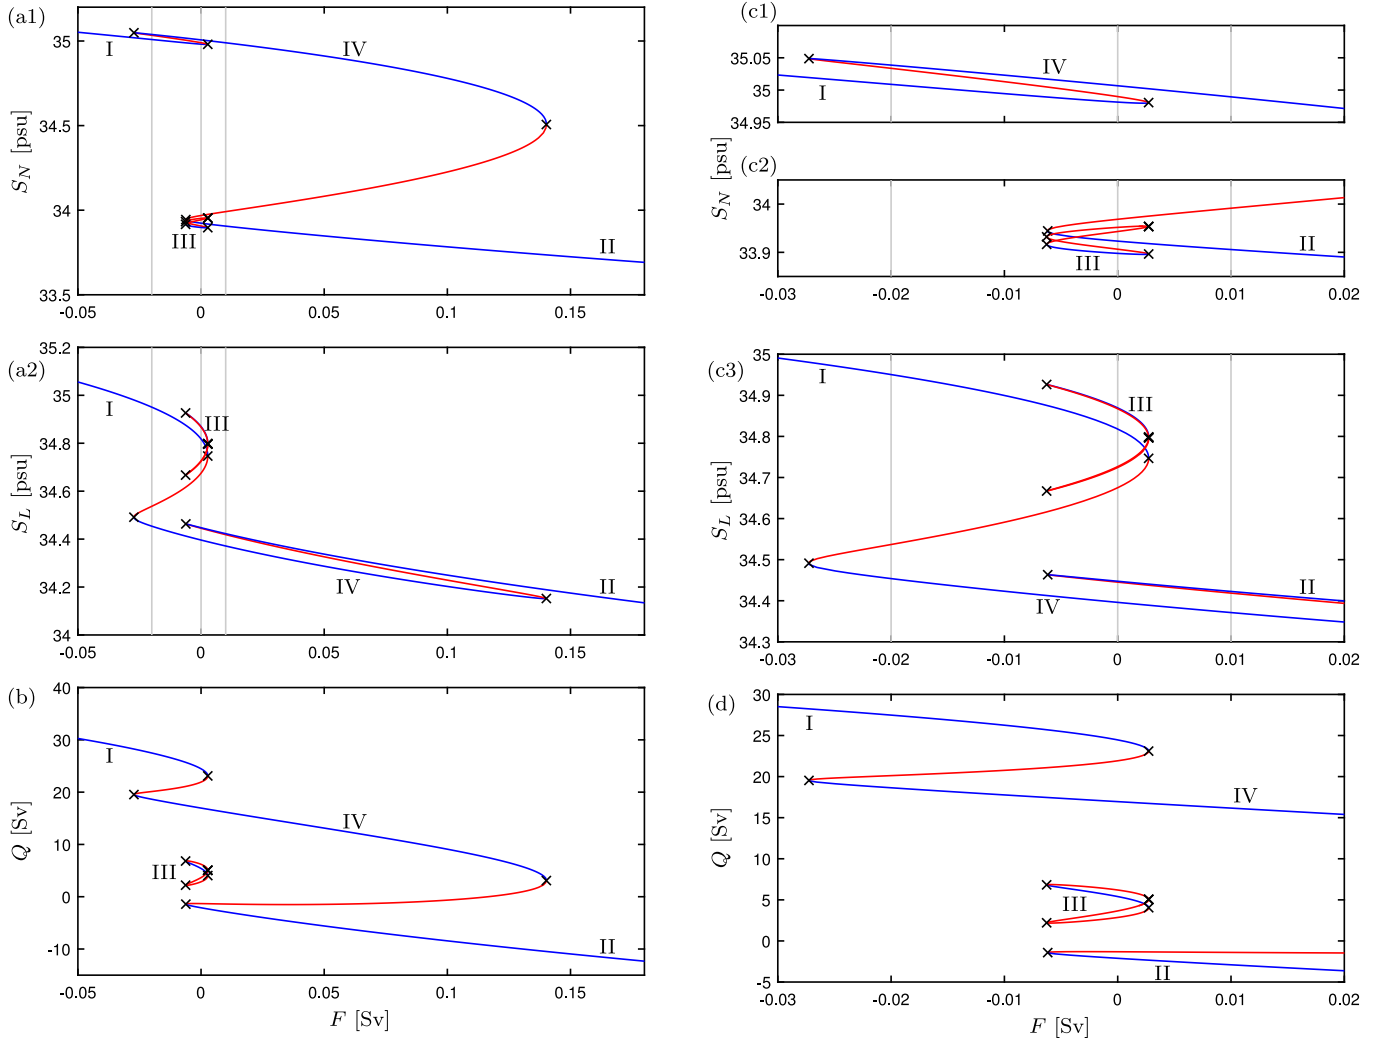 (a1)
35
34.5
34
33.5
S_N [psu]
I
IV
III
II
-0.05
0
0.05
0.1
0.15
(a2)
35.2
35
34.8
34.6
34.4
34.2
34
S_L [psu]
I
III
IV
II
-0.05
0
0.05
0.1
0.15
(b)
40
30
20
10
0
-10
Q [Sv]
I
IV
III
II
-0.05
0
0.05
0.1
0.15
F [Sv]
(c1)
35.05
35
34.95
IV
I
(c2)
S_N [psu]
34
33.9
II
III
-0.03
-0.02
-0.01
0
0.01
0.02
(c3)
35
34.9
34.8
34.7
34.6
34.5
34.4
34.3
S_L [psu]
I
III
II
IV
-0.03
-0.02
-0.01
0
0.01
0.02
(d)
30
25
20
15
10
5
0
-5
Q [Sv]
I
IV
III
II
-0.03
-0.02
-0.01
0
0.01
0.02
F [Sv]